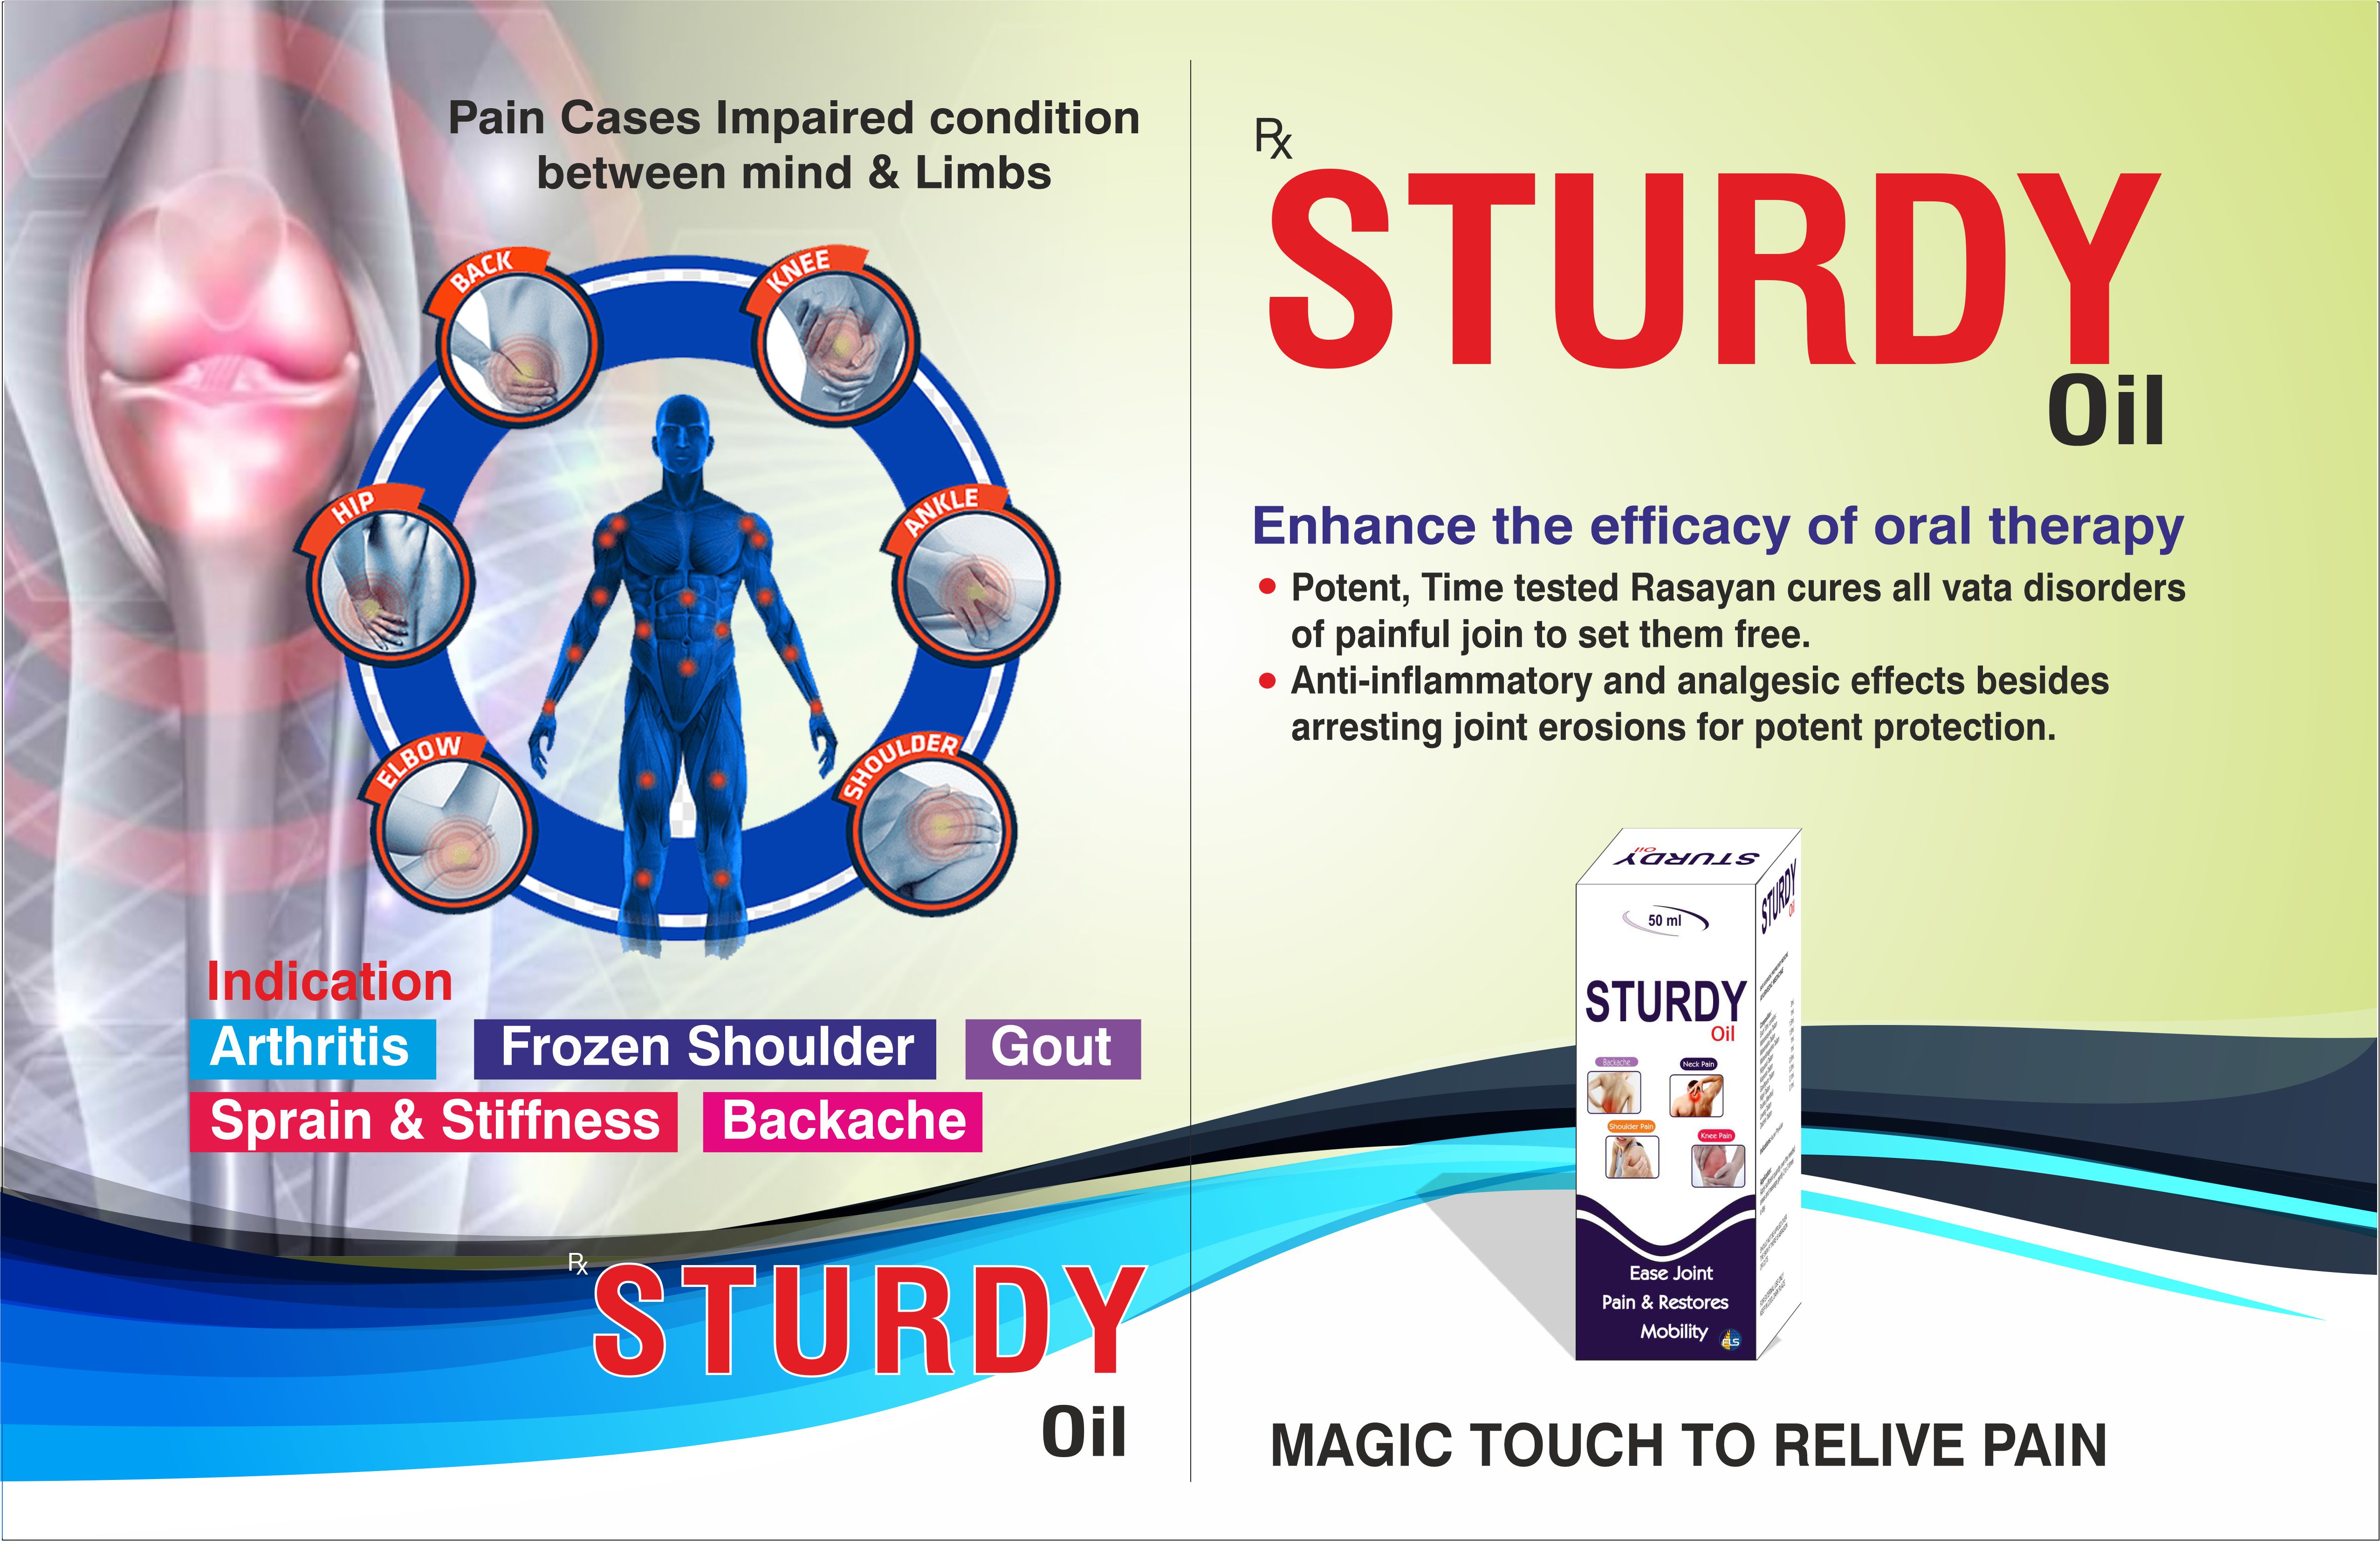 Pain Cases Impaired condition
between mind & Limbs
BACK
KNEE
HIP
ANKLE
ELBOW
SHOULDER
Indication
Arthritis
Frozen Shoulder
Gout
Sprain & Stiffness
Backache
Rx
STURDY
Oil
Rx
STURDY
Oil
Enhance the efficacy of oral therapy
• Potent, Time tested Rasayan cures all vata disorders
of painful join to set them free.
• Anti-inflammatory and analgesic effects besides
arresting joint erosions for potent protection.
STURDY
Oil
STURDY
Oil
50 ml
STURDY
Oil
Backache
Neck Pain
Shoulder Pain
Knee Pain
Ease Joint
Pain & Restores
Mobility
ELS
MAGIC TOUCH TO RELIVE PAIN